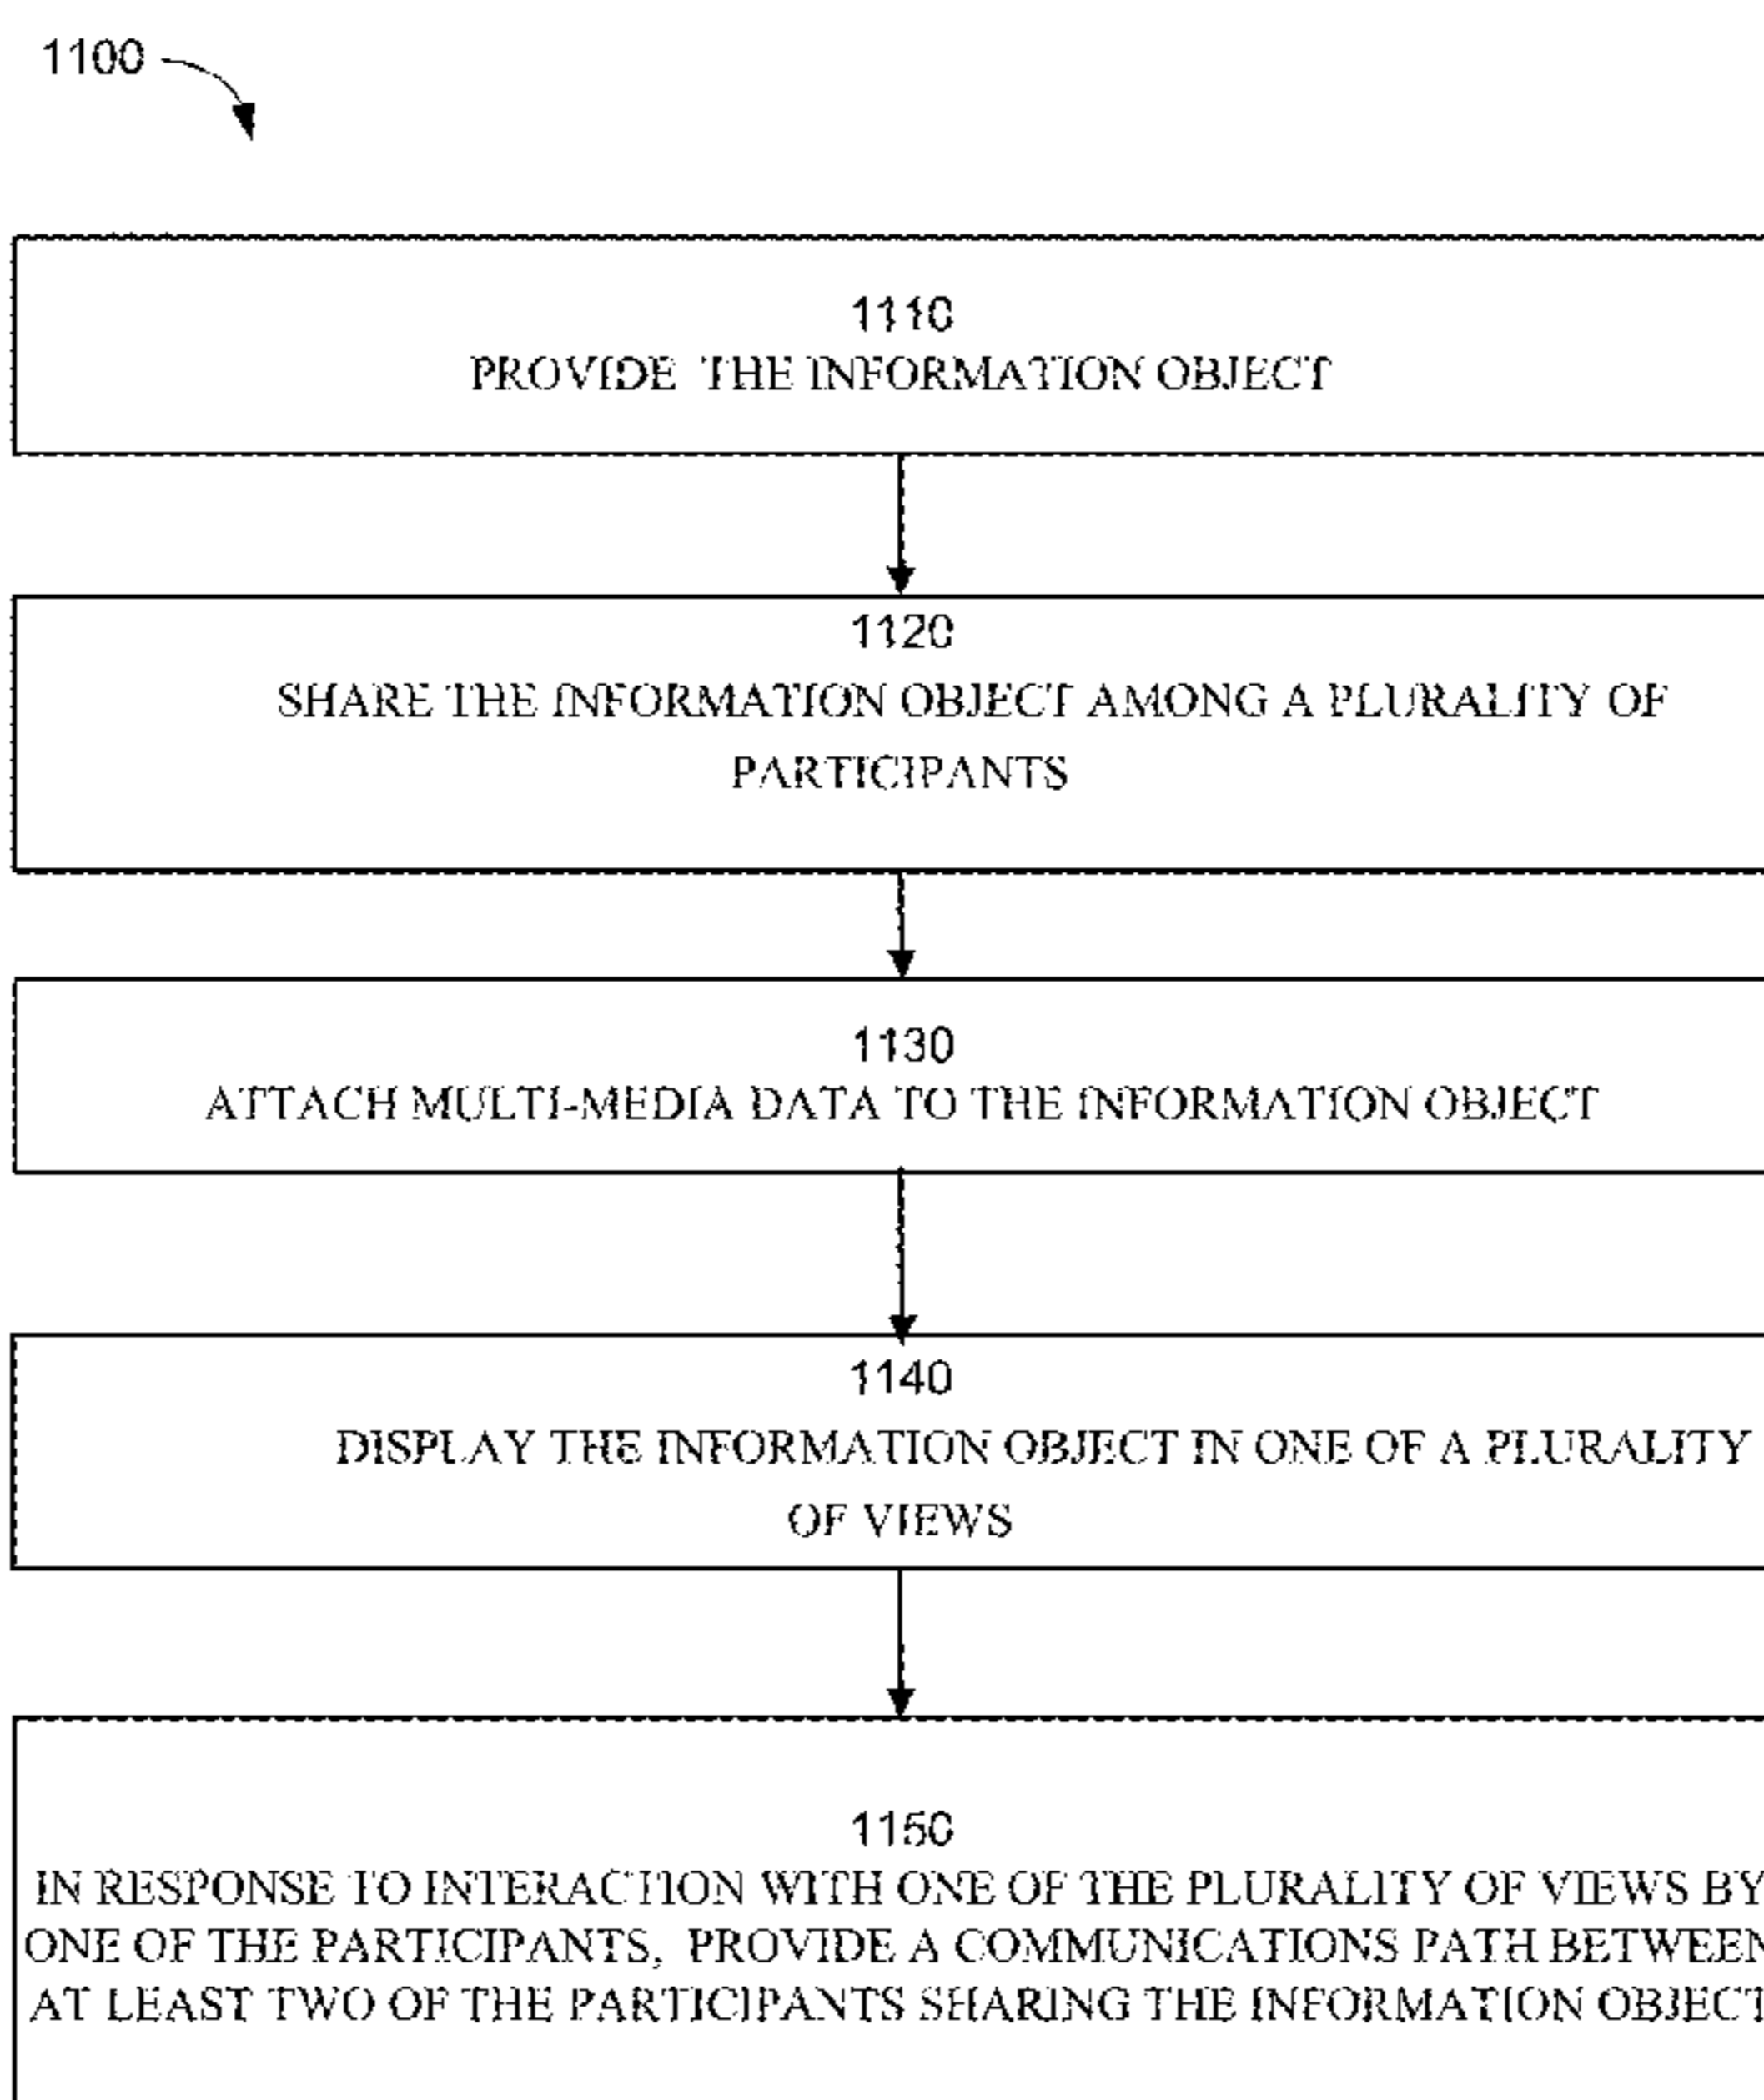 1100
1110
PROVIDE THE INFORMATION OBJECT
1120
SHARE THE INFORMATION OBJECT AMONG A PLURALITY OF
PARTICIPANTS
1130
ATTACH MULTI-MEDIA DATA TO THE INFORMATION OBJECT
1140
DISPLAY THE INFORMATION OBJECT IN ONE OF A PLURALITY
OF VIEWS
1150
IN RESPONSE TO INTERACTION WITH ONE OF THE PLURALITY OF VIEWS BY
ONE OF THE PARTICIPANTS, PROVIDE A COMMUNICATIONS PATH BETWEEN
AT LEAST TWO OF THE PARTICIPANTS SHARING THE INFORMATION OBJECT